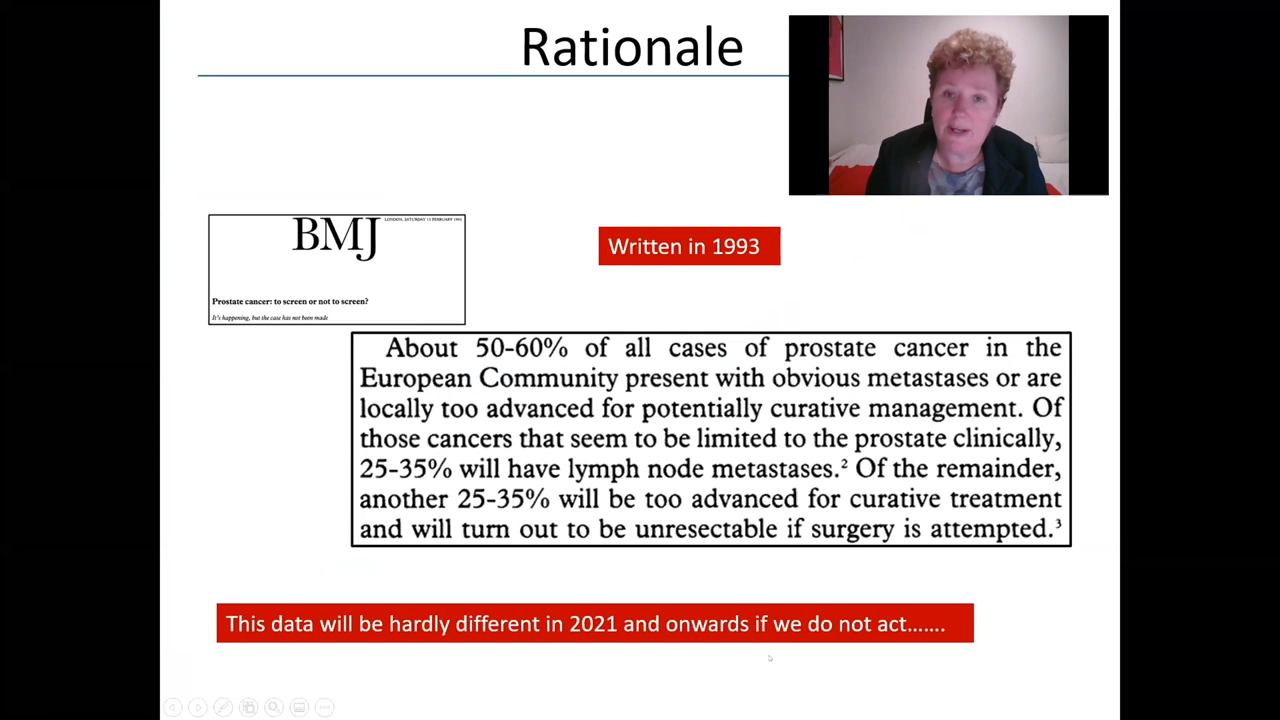 Rationale
BMJ
LONDON, SATURDAY 13 FEBRUARY 1993
Written in 1993
Prostate cancer: to screen or not to screen?
It's happening, but the case has not been made
About 50-60% of all cases of prostate cancer in the
European Community present with obvious metastases or are
locally too advanced for potentially curative management. Of
those cancers that seem to be limited to the prostate clinically,
25-35% will have lymph node metastases.² Of the remainder,
another 25-35% will be too advanced for curative treatment
and will turn out to be unresectable if surgery is attempted.³
This data will be hardly different in 2021 and onwards if we do not act.......